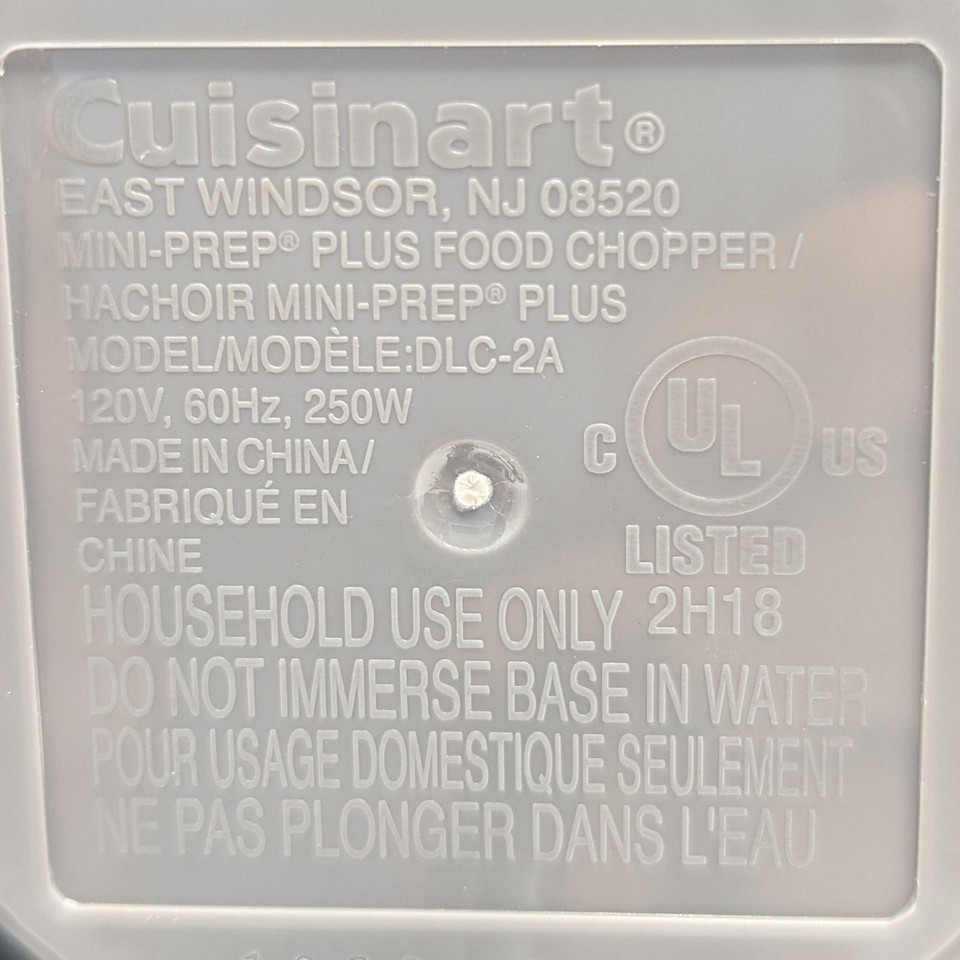 Cuisinart®
EAST WINDSOR, NJ 08520
MINI-PREP® PLUS FOOD CHOPPER /
HACHOIR MINI-PREP® PLUS
MODEL/MODÈLE:DLC-2A
120V, 60Hz, 250W
MADE IN CHINA/
FABRIQUÉ EN
CHINE
C UL US
LISTED
2H18
HOUSEHOLD USE ONLY
DO NOT IMMERSE BASE IN WATER
POUR USAGE DOMESTIQUE SEULEMENT
NE PAS PLONGER DANS L'EAU